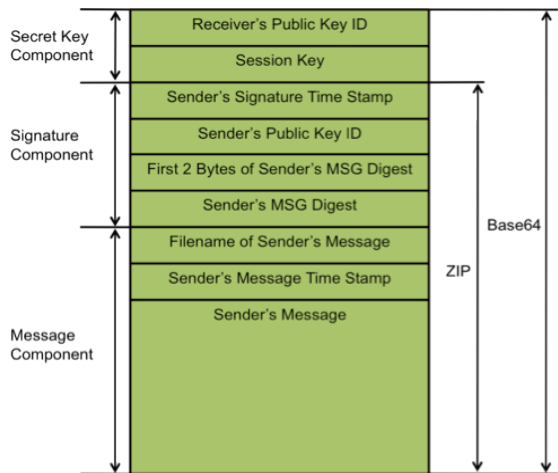 Secret Key
Component
Receiver's Public Key ID
Session Key
Signature
Component
Sender's Signature Time Stamp
Sender's Public Key ID
First 2 Bytes of Sender's MSG Digest
Sender's MSG Digest
Message
Component
Filename of Sender's Message
Sender's Message Time Stamp
Sender's Message
ZIP
Base64